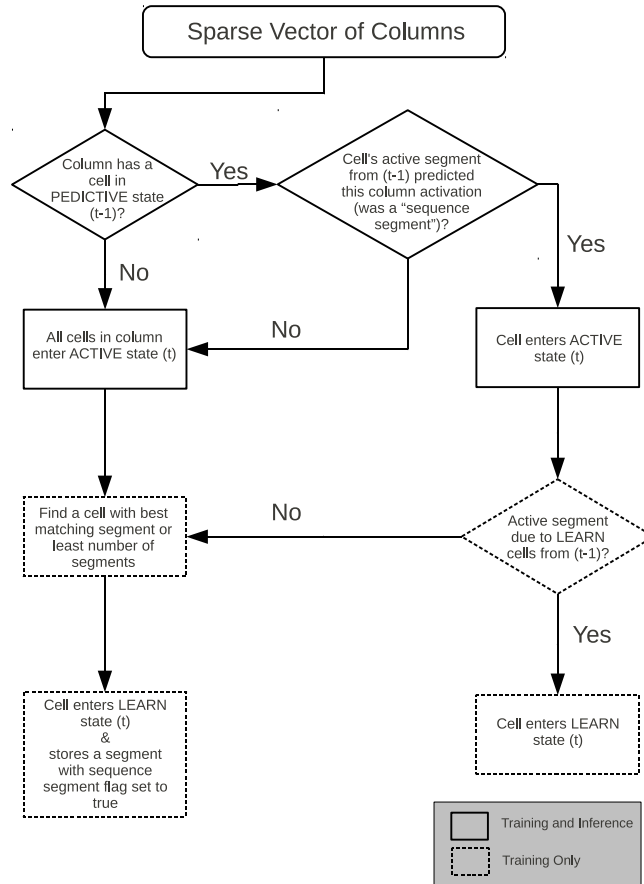 Sparse Vector of Columns
Column has a
cell in
PEDICTIVE state
(t-1)?
Yes
Cell's active segment
from (t-1) predicted
this column activation
(was a “sequence
segment”)?
Yes
No
All cells in column
enter ACTIVE state (t)
No
Cell enters ACTIVE
state (t)
Find a cell with best
matching segment or
least number of
segments
No
Active segment
due to LEARN
cells from (t-1)?
Yes
Cell enters LEARN
state (t)
&
stores a segment
with sequence
segment flag set to
true
Cell enters LEARN
state (t)
Training and Inference
Training Only